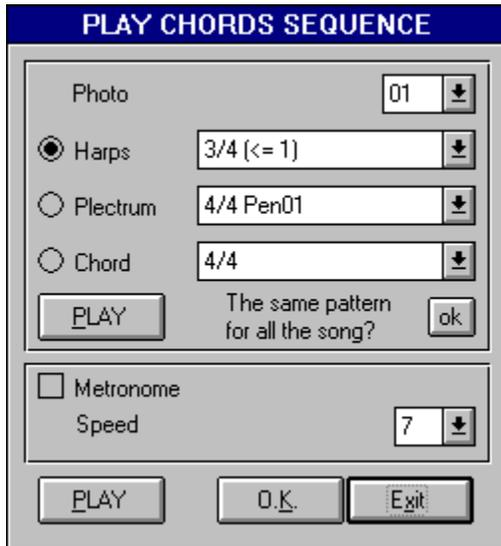 PLAY CHORDS SEQUENCE
Photo 01
Harps 3/4 (<= 1)
Plectrum 4/4 Pen01
Chord 4/4
PLAY The same pattern ok
for all the song?
Metronome
Speed 7
PLAY O.K. Exit